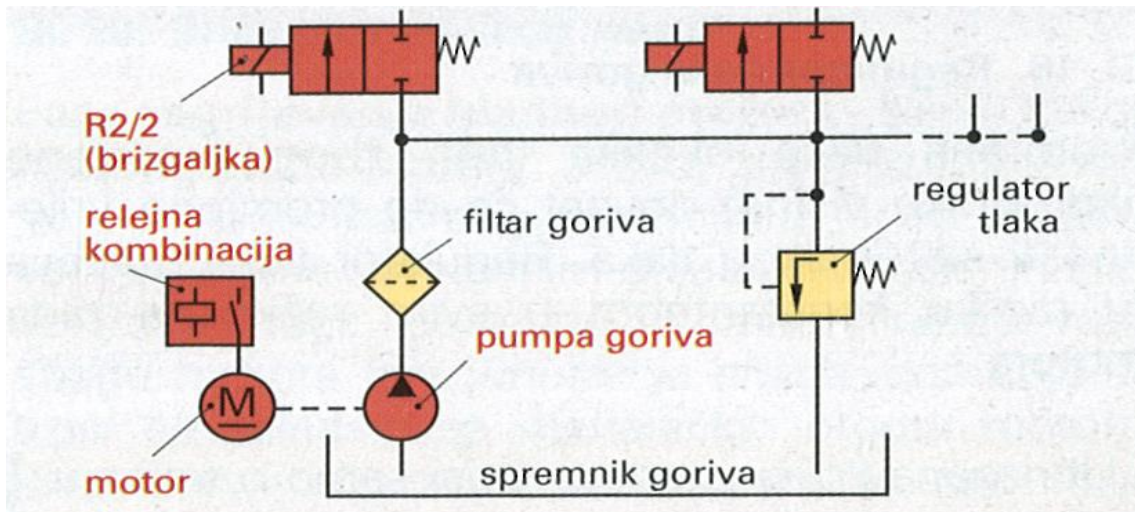 R2/2
(brizgaljka)
relejna
kombinacija
filtar goriva
regulator
tlaka
pumpa goriva
M
motor
spremnik goriva